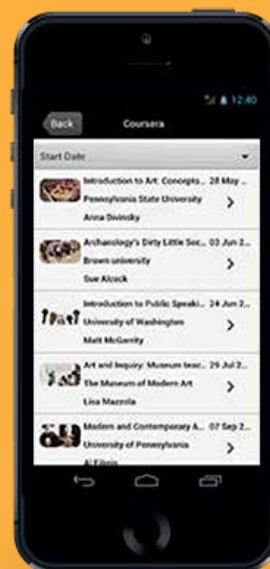 12:40
Back Coursera
Start Date
Introduction to Art: Concepts... 28 May ...
Pennsylvania State University
Anna Divinsky
Archaeology's Dirty Little Soc... 03 Jun 2...
Brown university
Sue Alcock
Introduction to Public Speaki... 24 Jun 2...
University of Washington
Matt McGarrity
Art and Inquiry: Museum teac... 29 Jul 2...
The Museum of Modern Art
Lisa Mazzola
Modern and Contemporary A... 07 Sep 2...
University of Pennsylvania
Al Filreis